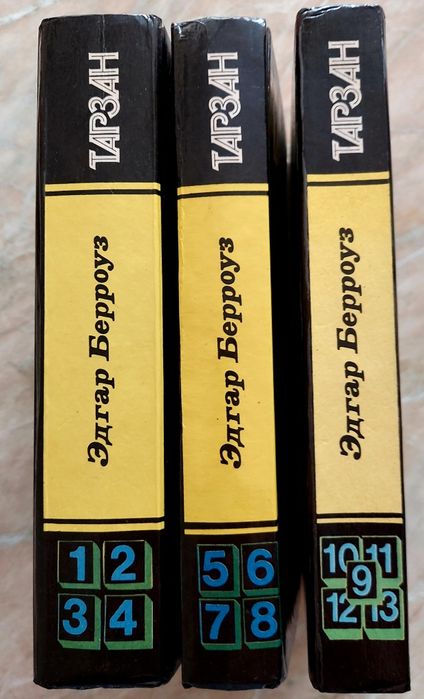 ТАРЗАН
Эдгар Берроуз
1 2
3 4
ТАРЗАН
Эдгар Берроуз
5 6
7 8
ТАРЗАН
Эдгар Берроуз
10 11
9
12 13